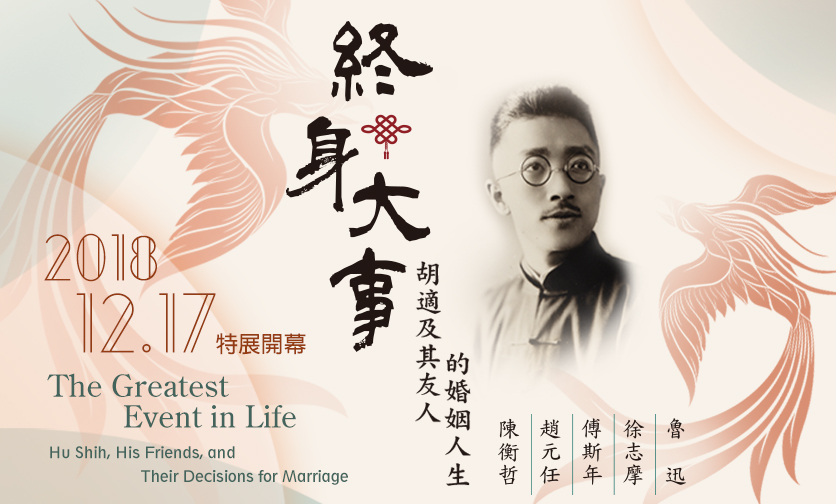 終身大事
胡適及其友人
的婚姻人生
2018
12.17 特展開幕
The Greatest
Event in Life
Hu Shih, His Friends, and
Their Decisions for Marriage
魯迅
徐志摩
傅斯年
趙元任
陳衡哲